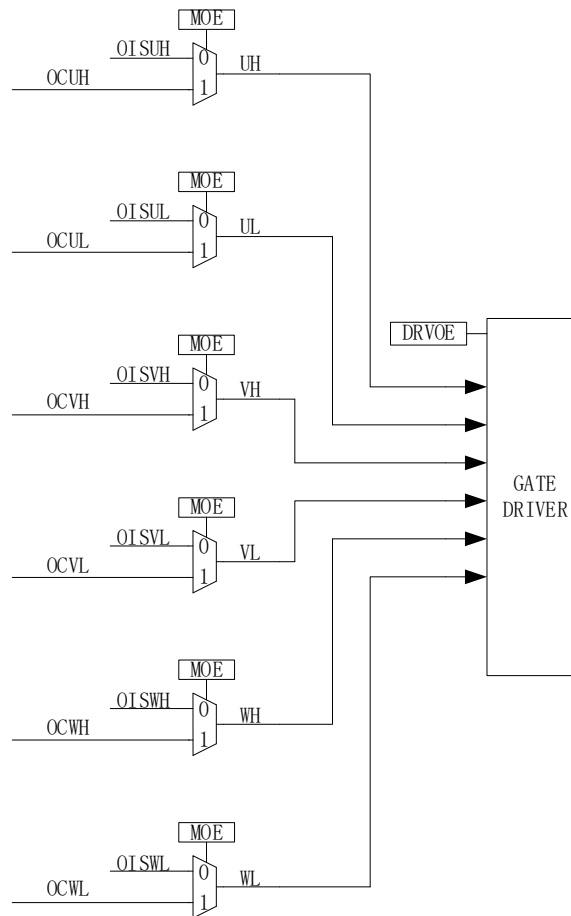 MOE
OISUH
0
UH
OCUH
1
MOE
OISUL
0
UL
OCUL
1
DRVOE
MOE
OISVH
0
VH
OCVH
1
GATE
DRIVER
MOE
OISVL
0
VL
OCVL
1
MOE
OISWH
0
WH
OCWH
1
MOE
OISWL
0
WL
OCWL
1